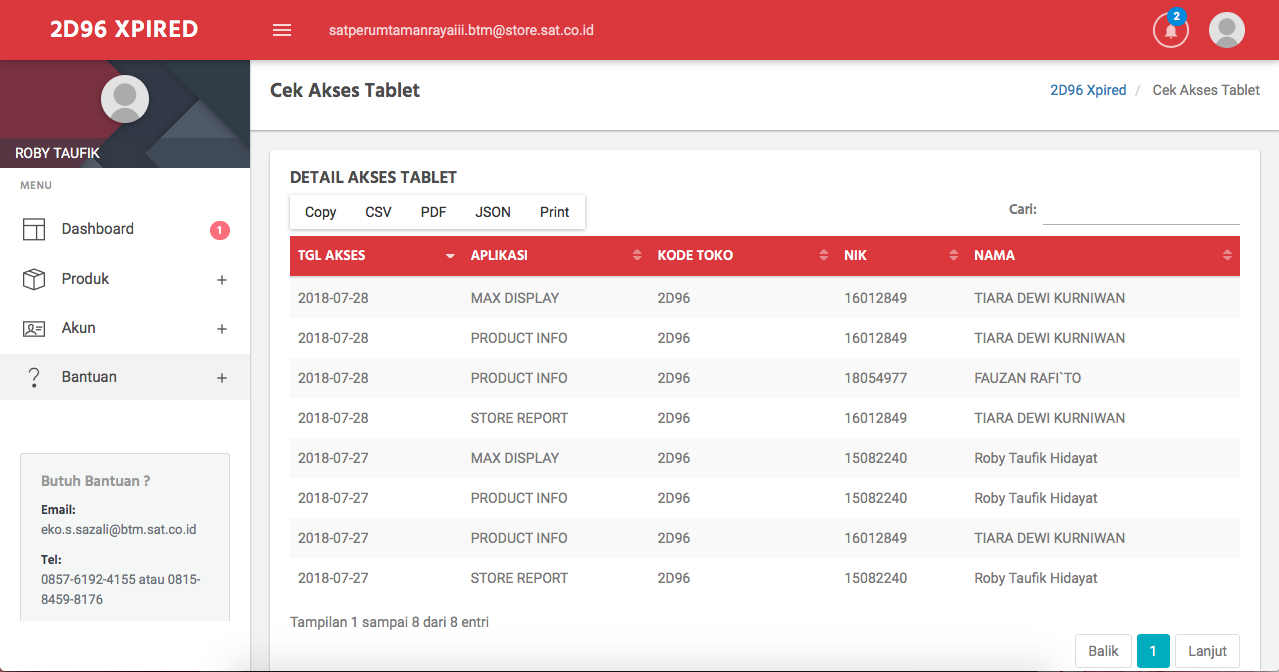 2D96 XPIRED
satperumtamanrayaiii.btm@store.sat.co.id
2
ROBY TAUFIK
MENU
Dashboard 1
Produk +
Akun +
? Bantuan +
Butuh Bantuan ?
Email:
eko.s.sazali@btm.sat.co.id
Tel:
0857-6192-4155 atau 0815-
8459-8176
Cek Akses Tablet
2D96 Xpired / Cek Akses Tablet
DETAIL AKSES TABLET
Copy CSV PDF JSON Print
Cari:
TGL AKSES APLIKASI KODE TOKO NIK NAMA
2018-07-28 MAX DISPLAY 2D96 16012849 TIARA DEWI KURNIWAN
2018-07-28 PRODUCT INFO 2D96 16012849 TIARA DEWI KURNIWAN
2018-07-28 PRODUCT INFO 2D96 18054977 FAUZAN RAFI`TO
2018-07-28 STORE REPORT 2D96 16012849 TIARA DEWI KURNIWAN
2018-07-27 MAX DISPLAY 2D96 15082240 Roby Taufik Hidayat
2018-07-27 PRODUCT INFO 2D96 15082240 Roby Taufik Hidayat
2018-07-27 PRODUCT INFO 2D96 16012849 TIARA DEWI KURNIWAN
2018-07-27 STORE REPORT 2D96 15082240 Roby Taufik Hidayat
Tampilan 1 sampai 8 dari 8 entri
Balik 1 Lanjut